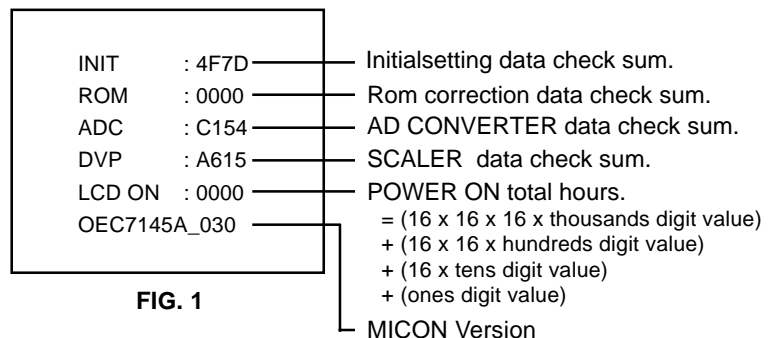 INIT : 4F7D Initialsetting data check sum.
ROM : 0000 Rom correction data check sum.
ADC : C154 AD CONVERTER data check sum.
DVP : A615 SCALER data check sum.
LCD ON : 0000 POWER ON total hours.
= (16 x 16 x 16 x thousands digit value)
OEC7145A_030
+ (16 x 16 x hundreds digit value)
+ (16 x tens digit value)
+ (ones digit value)
FIG. 1
MICON Version